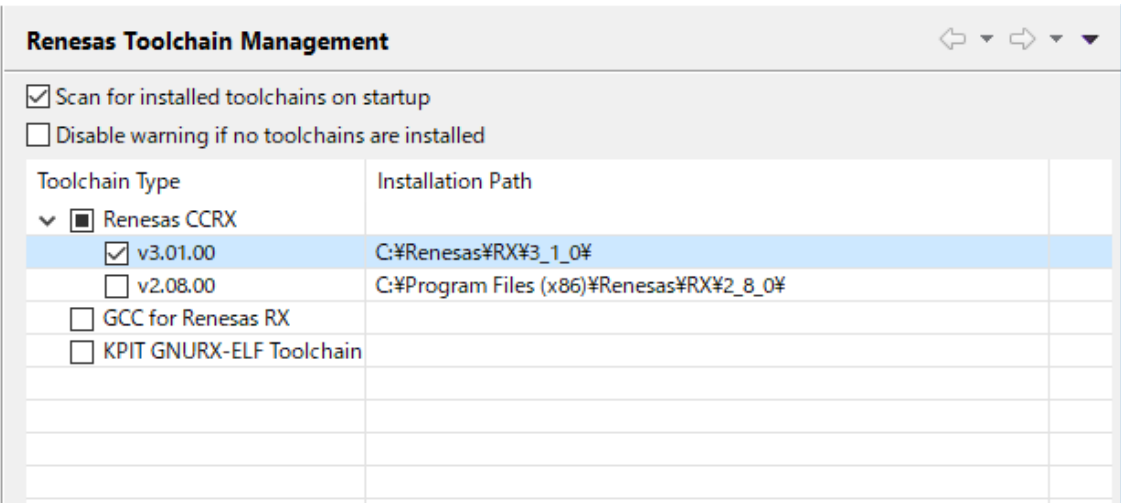 Renesas Toolchain Management
Scan for installed toolchains on startup
Disable warning if no toolchains are installed
Toolchain Type Installation Path
Renesas CCRX
v3.01.00 C:¥Renesas¥RX¥3_1_0¥
v2.08.00 C:¥Program Files (x86)¥Renesas¥RX¥2_8_0¥
GCC for Renesas RX
KPIT GNURX-ELF Toolchain